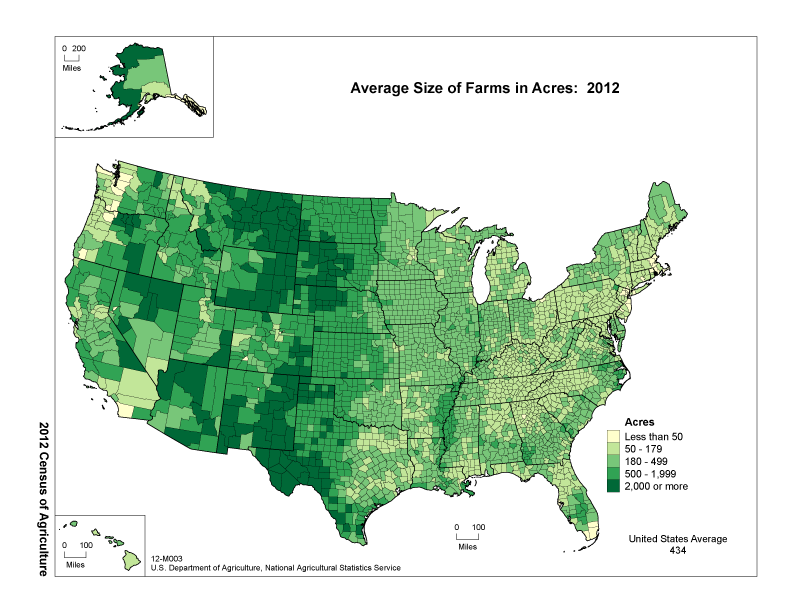 0 200
Miles
Average Size of Farms in Acres: 2012
Acres
Less than 50
50 - 179
180 - 499
500 - 1,999
2,000 or more
2012 Census of Agriculture
0 100
Miles
0 100
Miles
United States Average
434
12-M003
U.S. Department of Agriculture, National Agricultural Statistics Service